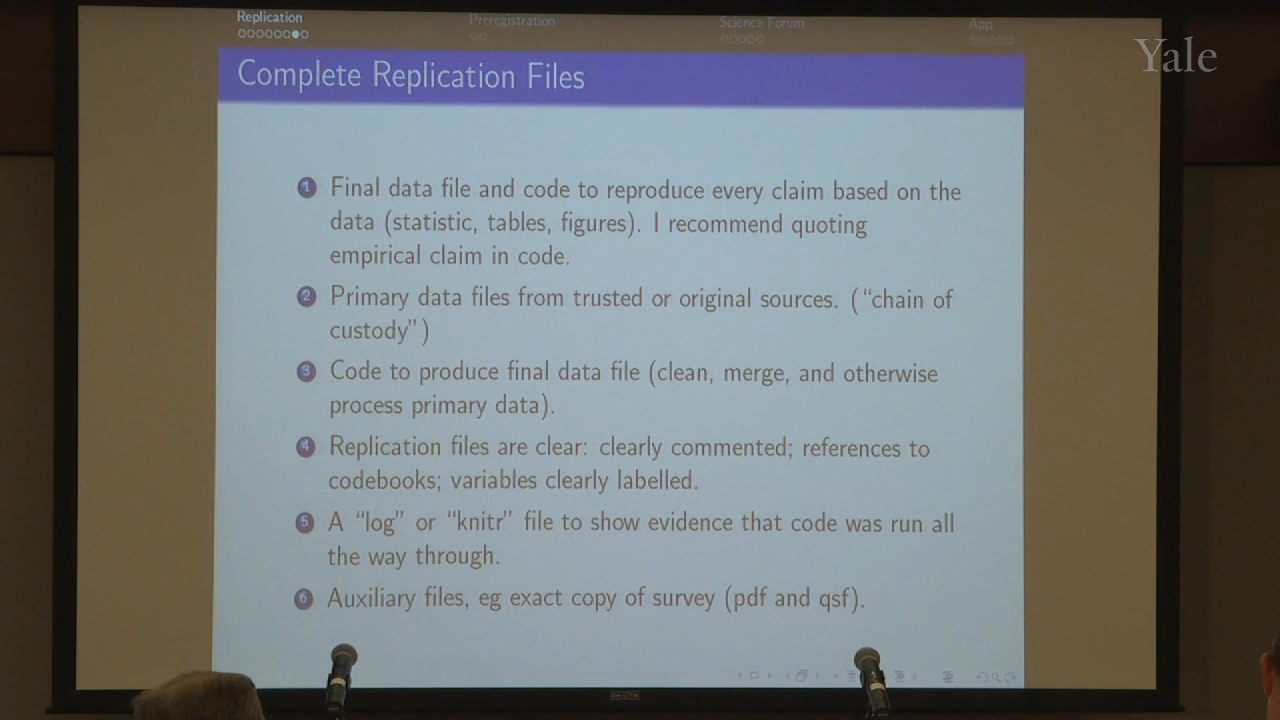 Replication
Preregistration
Science Forum
App
Yale
Complete Replication Files
1 Final data file and code to reproduce every claim based on the
data (statistic, tables, figures). I recommend quoting
empirical claim in code.
2 Primary data files from trusted or original sources. (“chain of
custody”)
3 Code to produce final data file (clean, merge, and otherwise
process primary data).
4 Replication files are clear: clearly commented; references to
codebooks; variables clearly labelled.
5 A “log” or “knitr” file to show evidence that code was run all
the way through.
6 Auxiliary files, eg exact copy of survey (pdf and qsf).